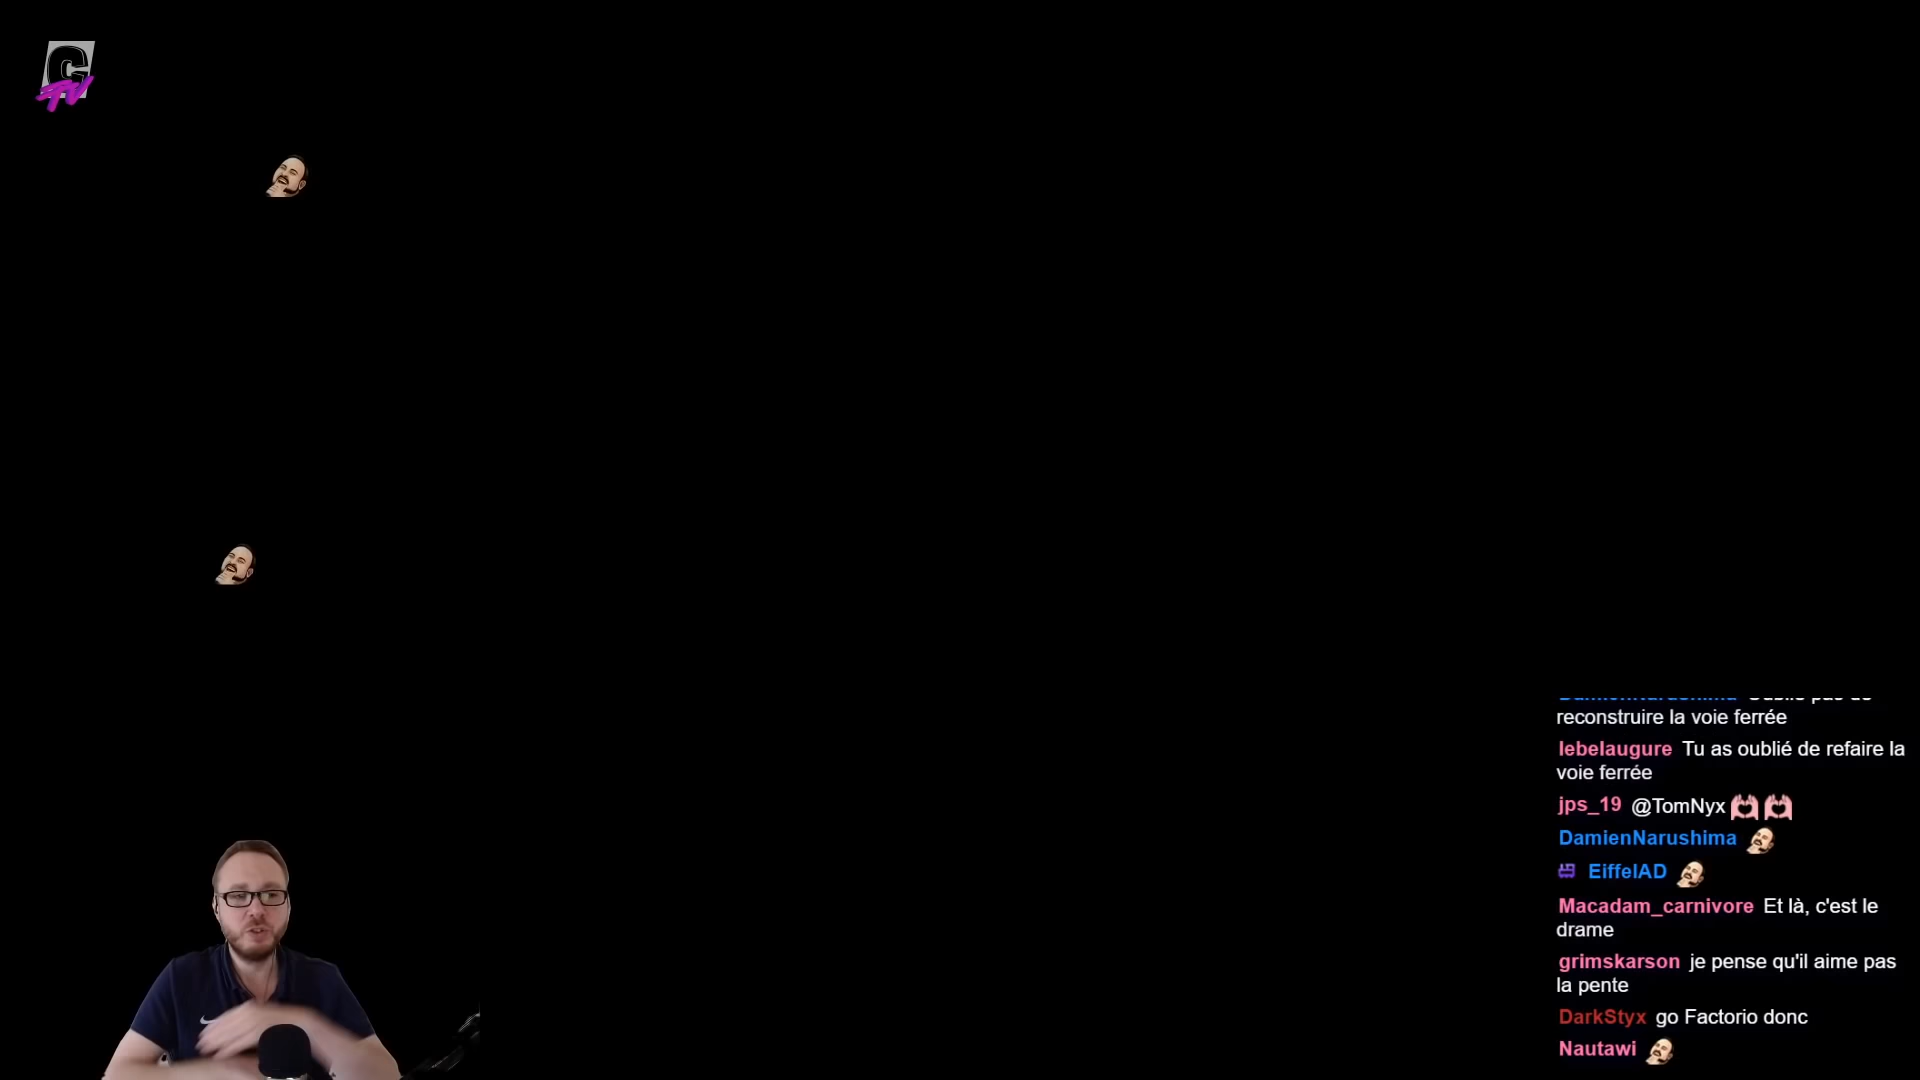 C
TV
reconstruire la voie ferrée
lebelaugure Tu as oublié de refaire la
voie ferrée
jps_19 @TomNyx
DamienNarushima
EiffelAD
Macadam_carnivore Et là, c'est le
drame
grimskarson je pense qu'il aime pas
la pente
DarkStyx go Factorio donc
Nautawi